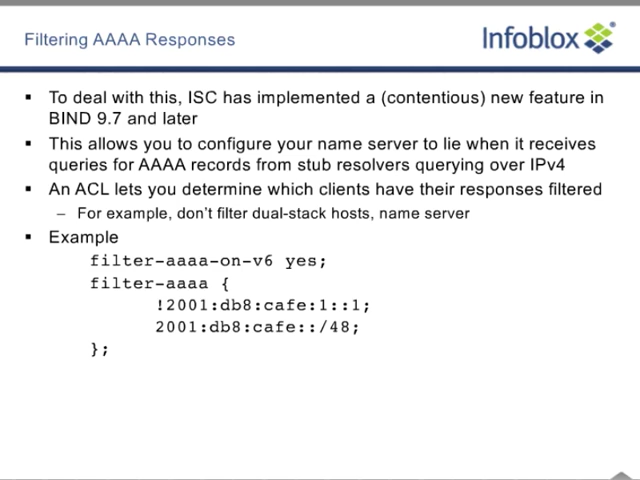 Filtering AAAA Responses
Infoblox
▪ To deal with this, ISC has implemented a (contentious) new feature in
BIND 9.7 and later
▪ This allows you to configure your name server to lie when it receives
queries for AAAA records from stub resolvers querying over IPv4
▪ An ACL lets you determine which clients have their responses filtered
– For example, don't filter dual-stack hosts, name server
▪ Example
filter-aaaa-on-v6 yes;
filter-aaaa {
!2001:db8:cafe:1::1;
2001:db8:cafe::/48;
};